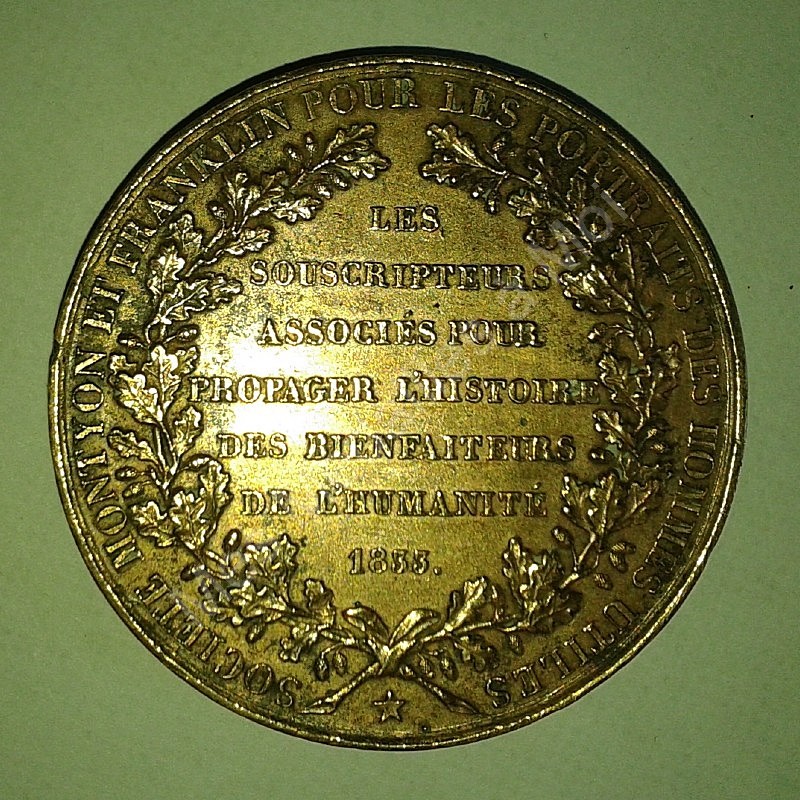 SOCIÉTÉ MONTYON ET FRANKLIN POUR LES PORTRAITS DES HOMMES UTILES
LES
SOUSCRIPTEURS
ASSOCIÉS POUR
PROPAGER L'HISTOIRE
DES BIENFAITEURS
DE L'HUMANITÉ
1833.